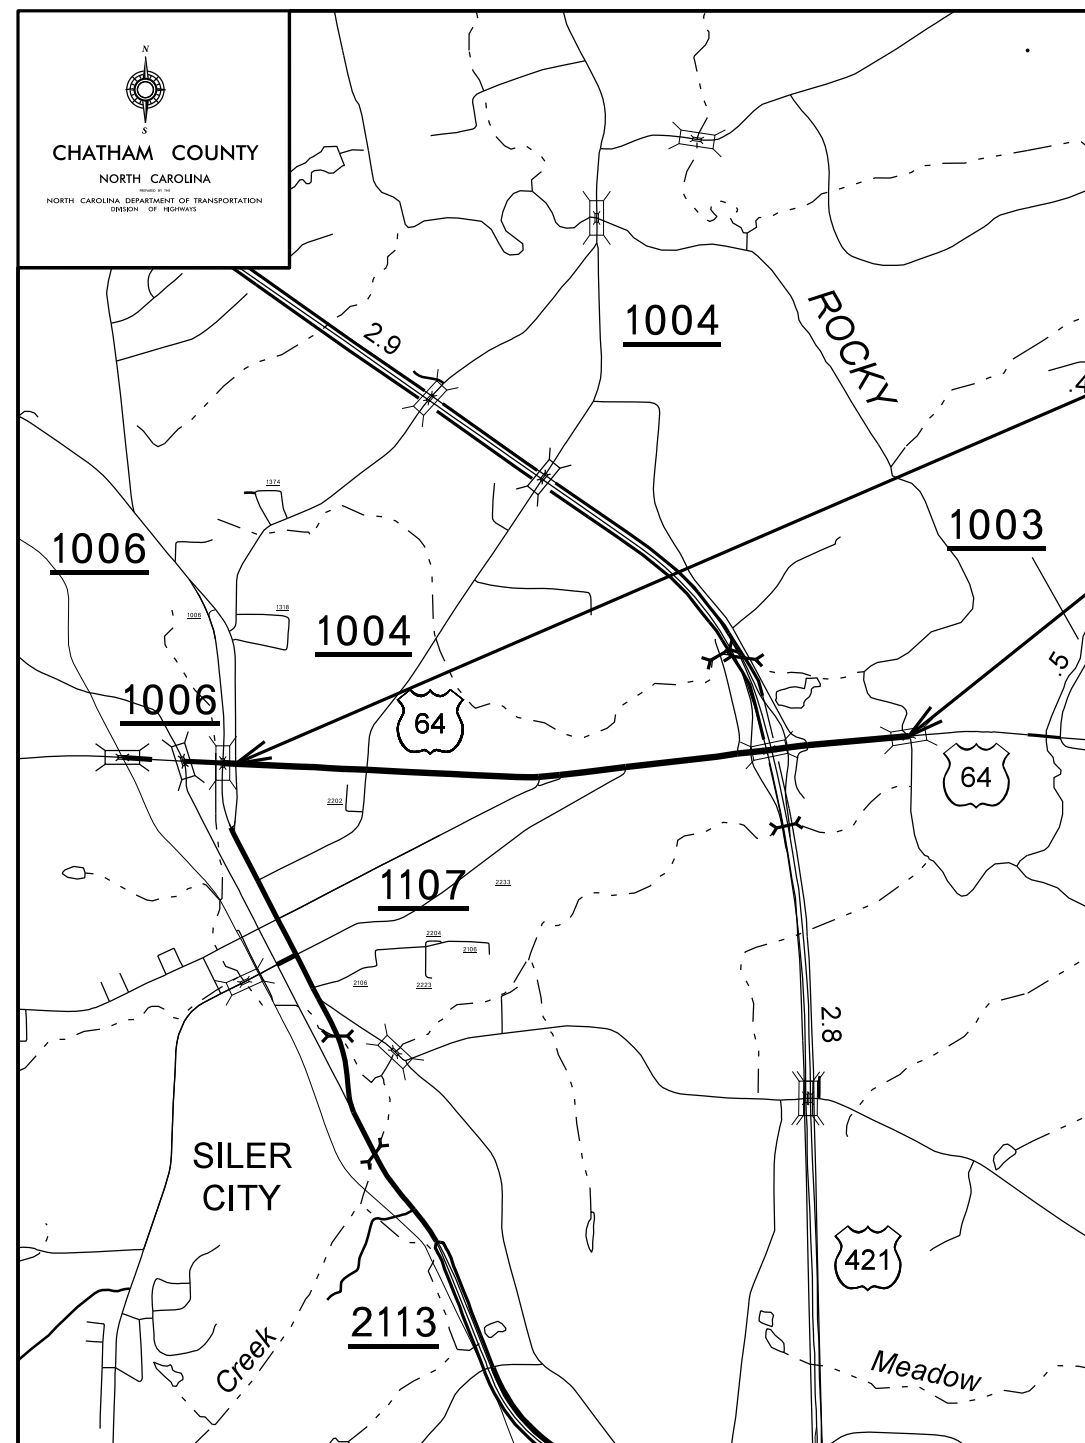 N
S
CHATHAM COUNTY
NORTH CAROLINA
PREPARED BY THE
NORTH CAROLINA DEPARTMENT OF TRANSPORTATION
DIVISION OF HIGHWAYS
2.9
1004
ROCKY
.4
1374
1003
1006
1006
1318
1004
.5
1006
64
64
2202
2233
1107
2204
2106
2106
2223
2.8
SILER
CITY
421
2113
Creek
Meadow